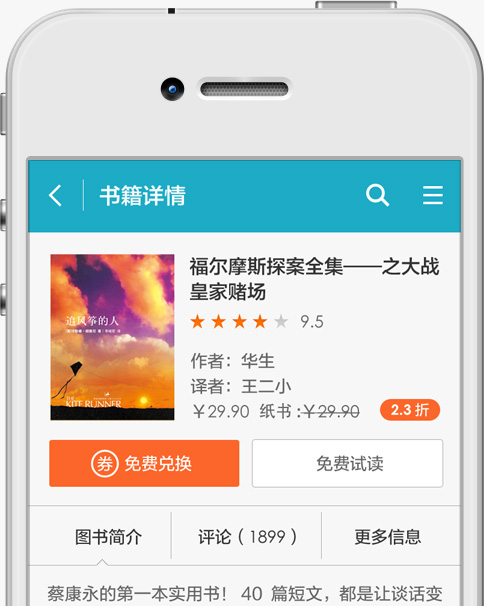 书籍详情
福尔摩斯探案全集——之大战
皇家赌场
9.5
作者：华生
译者：王二小
￥29.90 纸书:￥29.90
2.3 折
追风筝的人
THE
KITE RUNNER
券 免费兑换
免费试读
图书简介
评论（1899）
更多信息
蔡康永的第一本实用书！ 40 篇短文，都是让谈话变